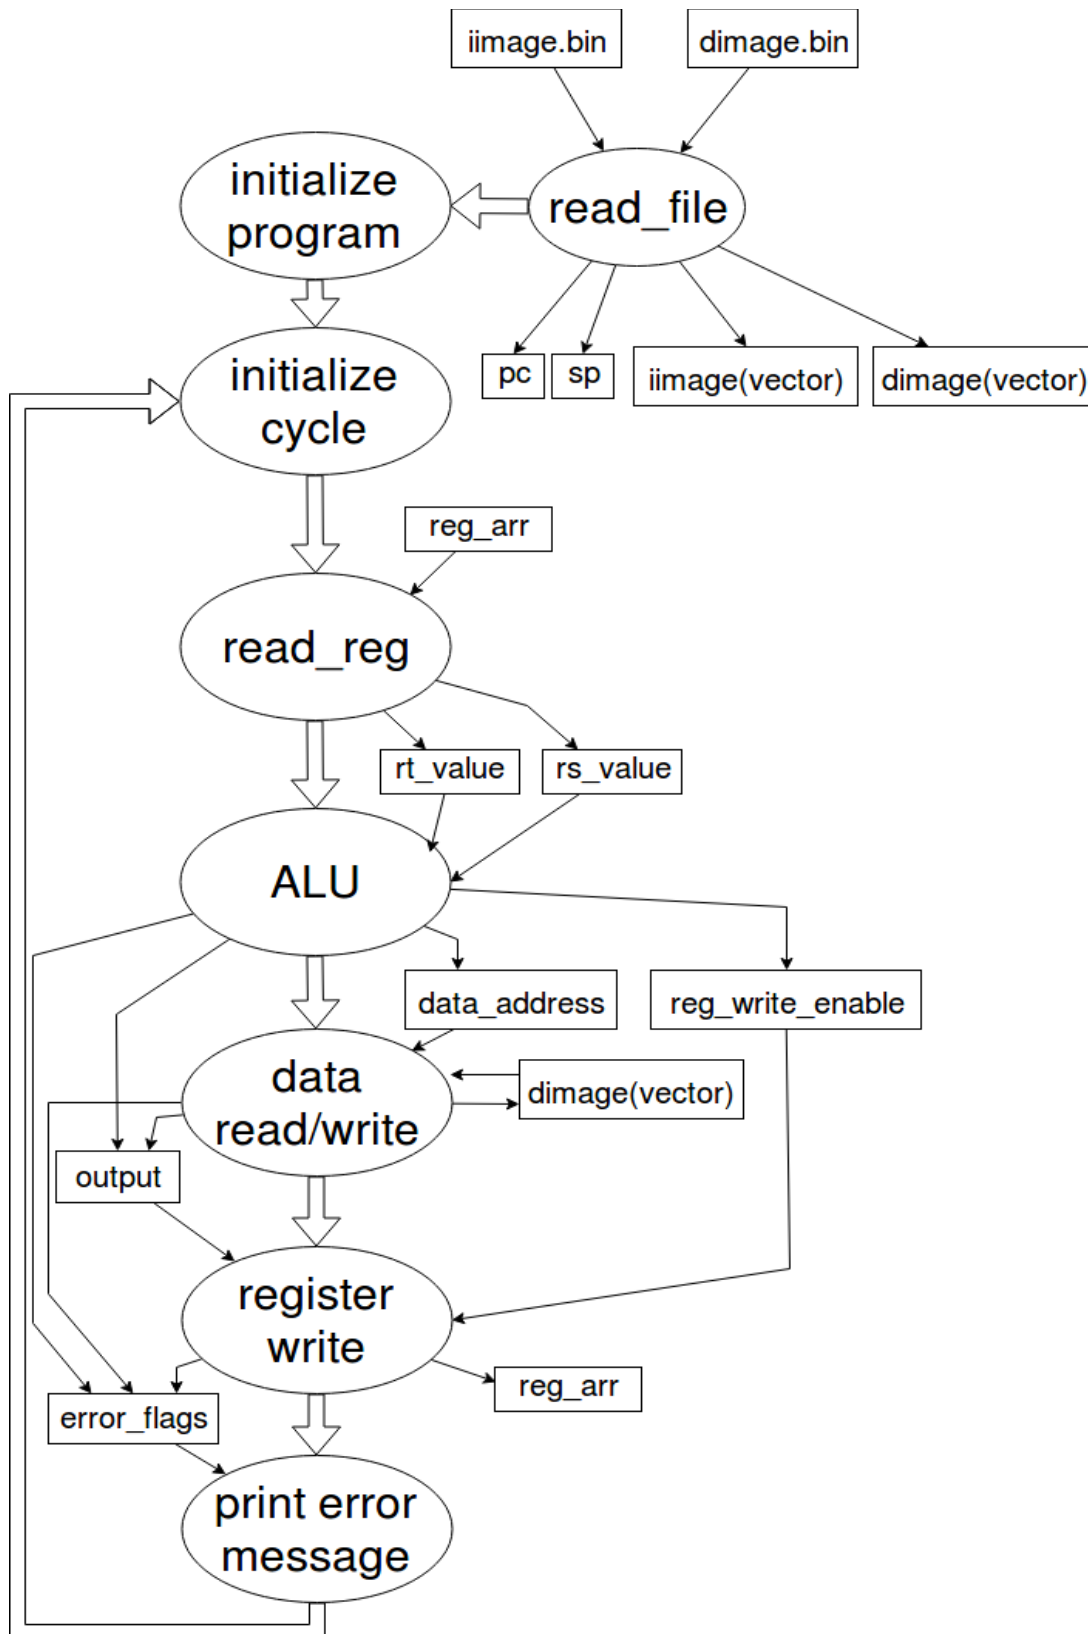 iimage.bin
dimage.bin
initialize
program
read_file
pc
sp
iimage(vector)
dimage(vector)
initialize
cycle
reg_arr
read_reg
rt_value
rs_value
ALU
data_address
reg_write_enable
data
read/write
dimage(vector)
output
register
write
reg_arr
error_flags
print error
message